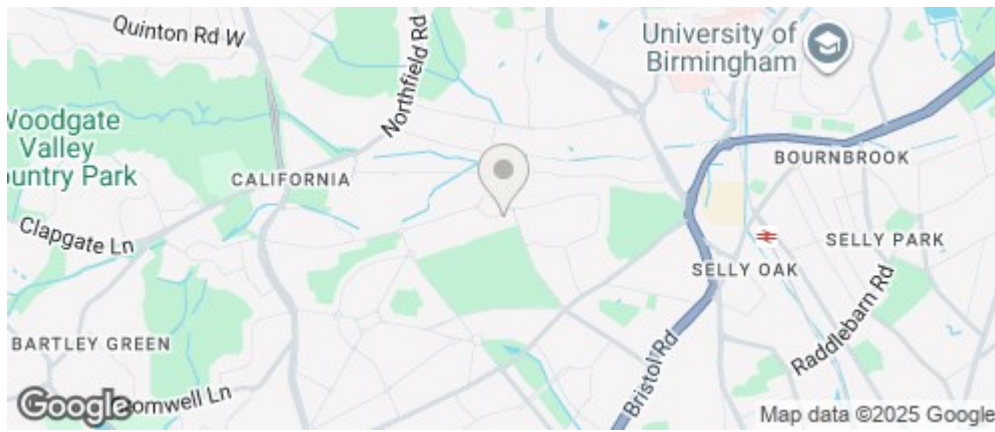 Quinton Rd W
Northfield Rd
University of
Birmingham
Woodgate
Valley
ountry Park
CALIFORNIA
BOURNBROOK
Clapgate Ln
SELLY PARK
SELLY OAK
Raddlebarn Rd
BARTLEY GREEN
Bristol Rd
omwell Ln
Google
Map data ©2025 Google